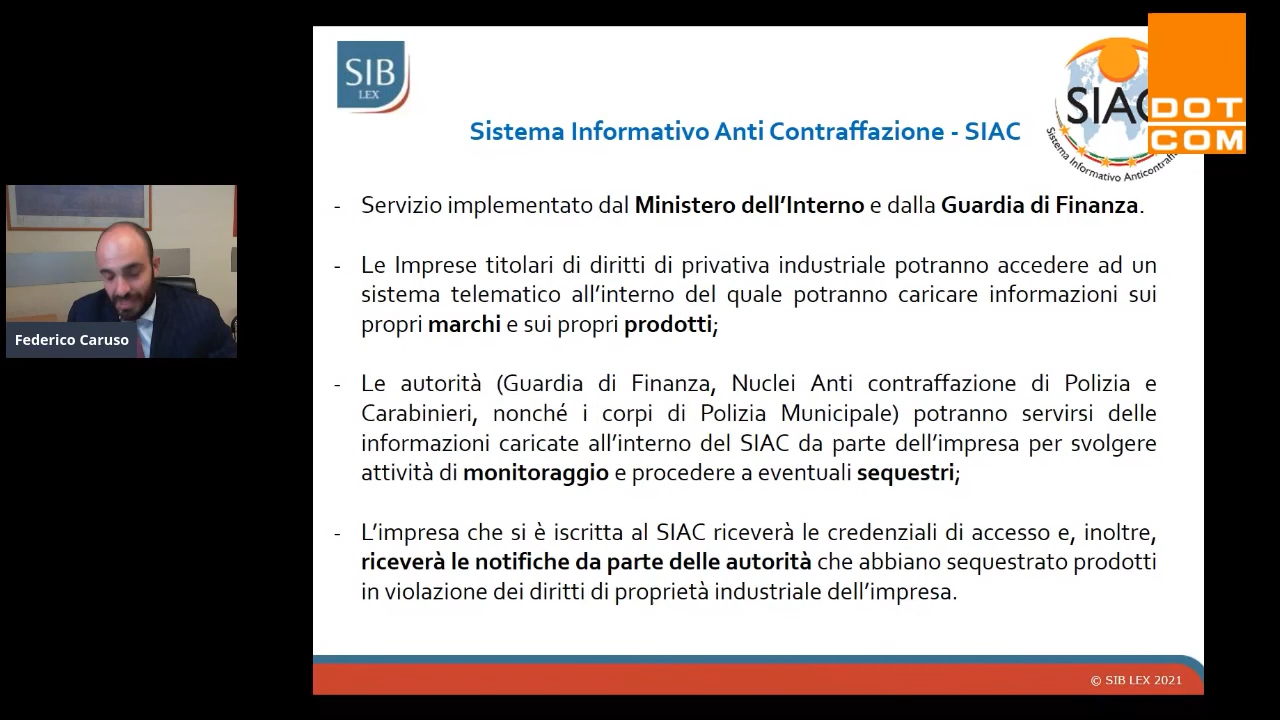 SIB
LEX
SIAC
Sistema Informativo Anticontraff
DOT
COM
Sistema Informativo Anti Contraffazione - SIAC
- Servizio implementato dal Ministero dell’Interno e dalla Guardia di Finanza.
- Le Imprese titolari di diritti di privativa industriale potranno accedere ad un
sistema telematico all’interno del quale potranno caricare informazioni sui
propri marchi e sui propri prodotti;
Federico Caruso
- Le autorità (Guardia di Finanza, Nuclei Anti contraffazione di Polizia e
Carabinieri, nonché i corpi di Polizia Municipale) potranno servirsi delle
informazioni caricate all’interno del SIAC da parte dell’impresa per svolgere
attività di monitoraggio e procedere a eventuali sequestri;
- L’impresa che si è iscritta al SIAC riceverà le credenziali di accesso e, inoltre,
riceverà le notifiche da parte delle autorità che abbiano sequestrato prodotti
in violazione dei diritti di proprietà industriale dell’impresa.
© SIB LEX 2021